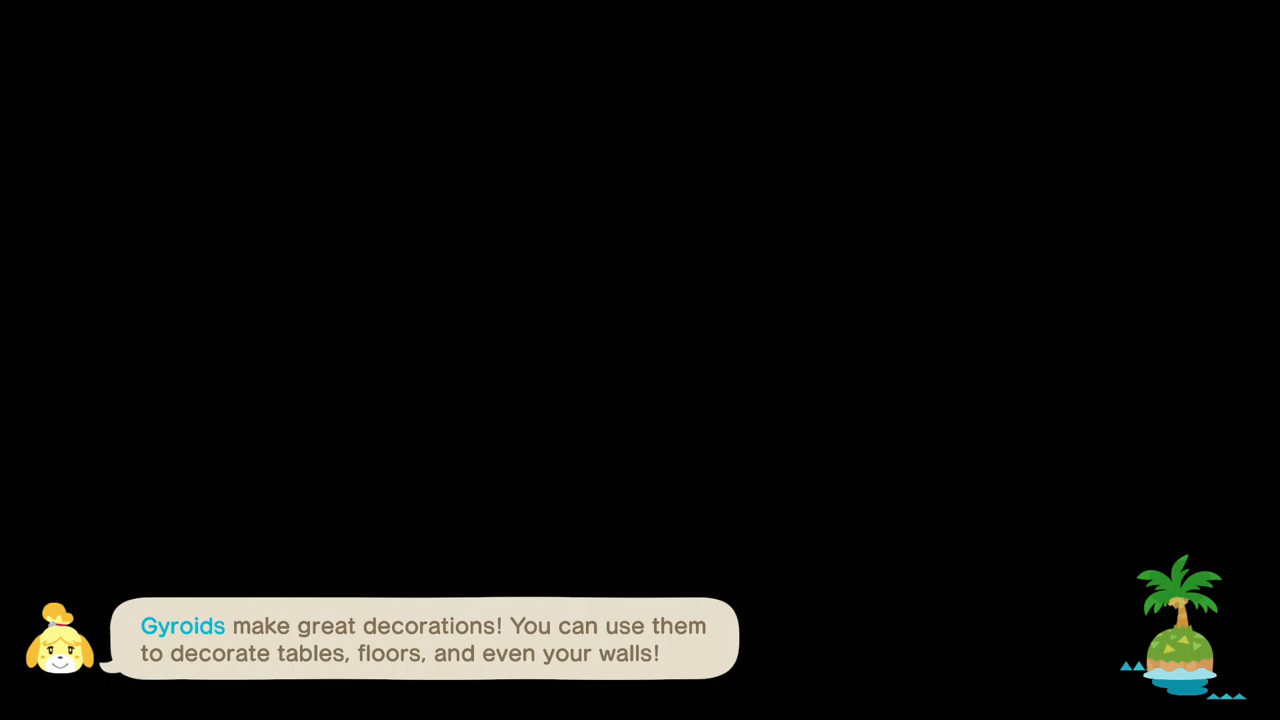 Gyroids make great decorations! You can use them
to decorate tables, floors, and even your walls!